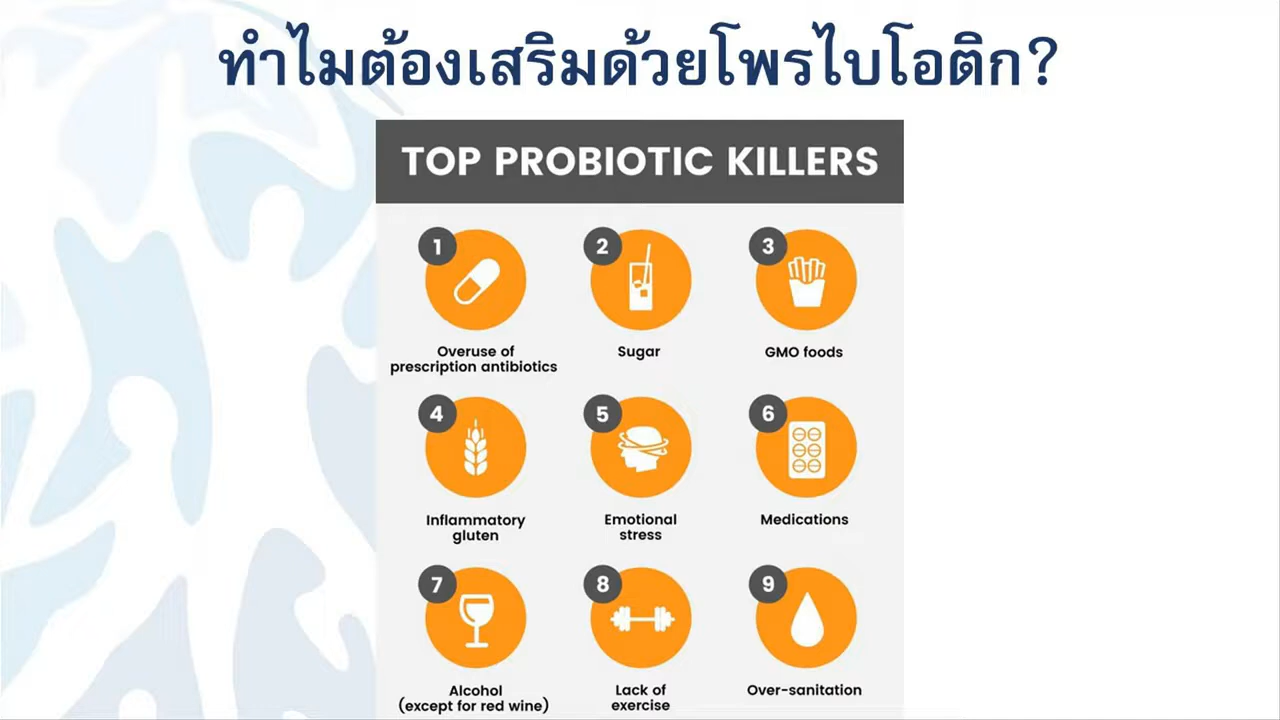 ทำไมต้องเสริมด้วยโพรไบโอติก?
TOP PROBIOTIC KILLERS
1
Overuse of
prescription antibiotics
2
Sugar
3
GMO foods
4
Inflammatory
gluten
5
Emotional
stress
6
Medications
7
Alcohol
(except for red wine)
8
Lack of
exercise
9
Over-sanitation